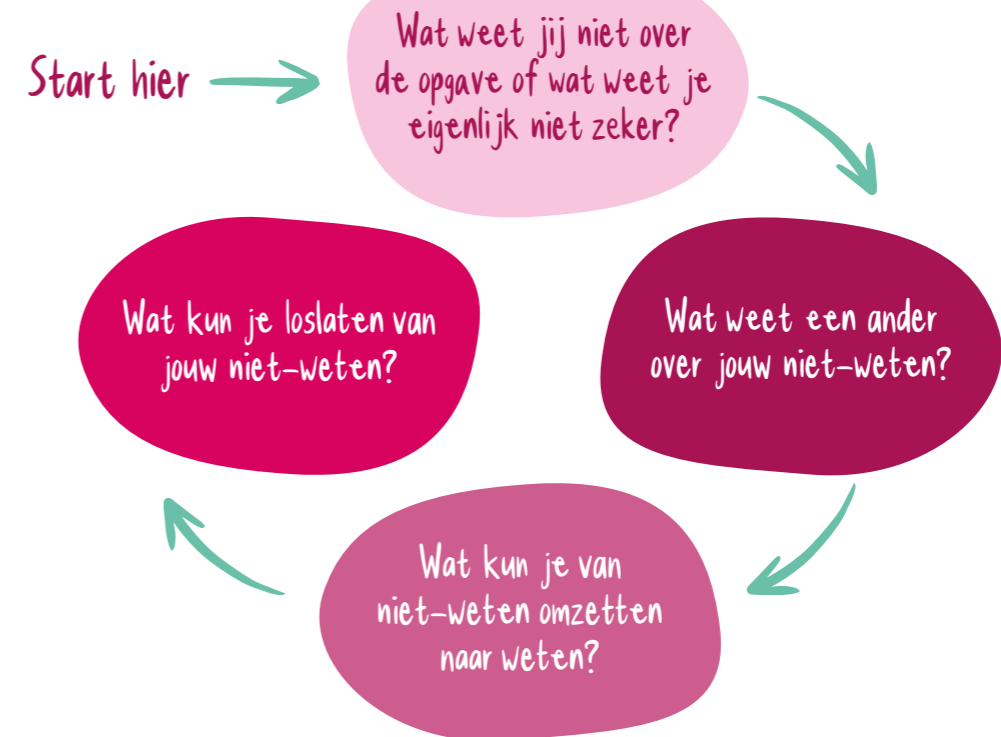 Start hier
Wat weet jij niet over
de opgave of wat weet je
eigenlijk niet zeker?
Wat weet een ander
over jouw niet-weten?
Wat kun je van
niet-weten omzetten
naar weten?
Wat kun je loslaten van
jouw niet-weten?